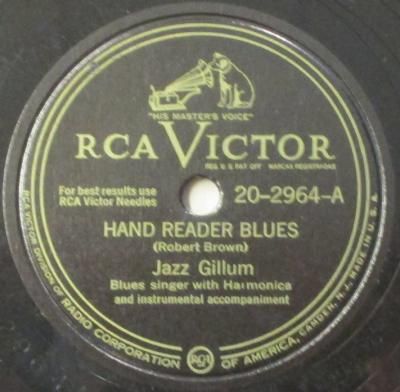 "HIS MASTER'S VOICE"
RCA VICTOR
REG. U. S. PAT. OFF. MARCAS REGISTRADAS
For best results use
RCA Victor Needles
20-2964-A
HAND READER BLUES
(Robert Brown)
Jazz Gillum
Blues singer with Harmonica
and instrumental accompaniment
RCA VICTOR DIVISION OF RADIO CORPORATION OF AMERICA, CAMDEN, N. J. MADE IN U. S. A.
RCA